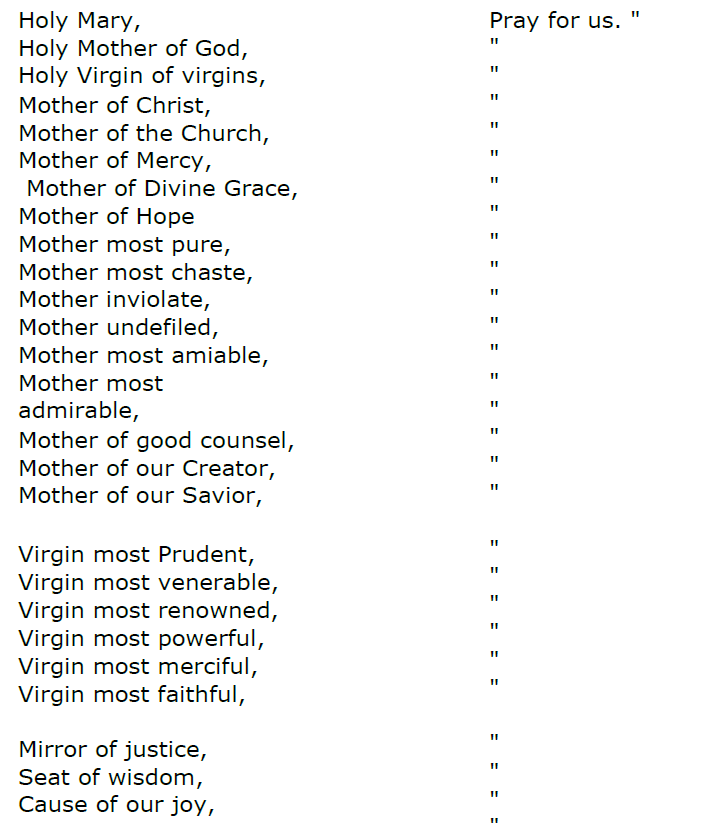 Holy Mary, Pray for us. "
Holy Mother of God, "
Holy Virgin of virgins, "
Mother of Christ, "
Mother of the Church, "
Mother of Mercy, "
Mother of Divine Grace, "
Mother of Hope "
Mother most pure, "
Mother most chaste, "
Mother inviolate, "
Mother undefiled, "
Mother most amiable, "
Mother most "
admirable, "
Mother of good counsel, "
Mother of our Creator, "
Mother of our Savior, "
Virgin most Prudent, "
Virgin most venerable, "
Virgin most renowned, "
Virgin most powerful, "
Virgin most merciful, "
Virgin most faithful, "
Mirror of justice, "
Seat of wisdom, "
Cause of our joy, "
"